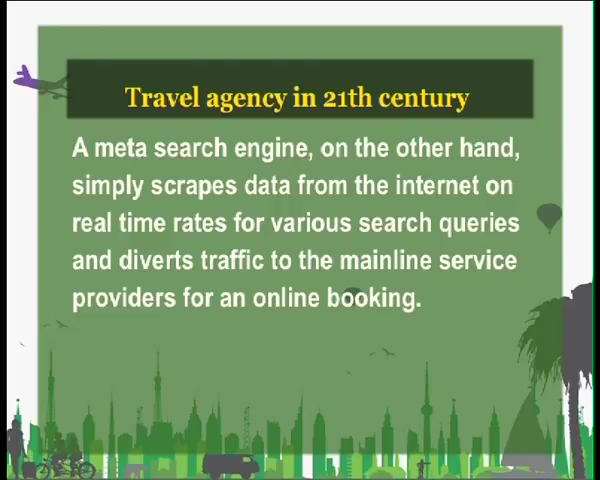 Travel agency in 21th century
A meta search engine, on the other hand,
simply scrapes data from the internet on
real time rates for various search queries
and diverts traffic to the mainline service
providers for an online booking.